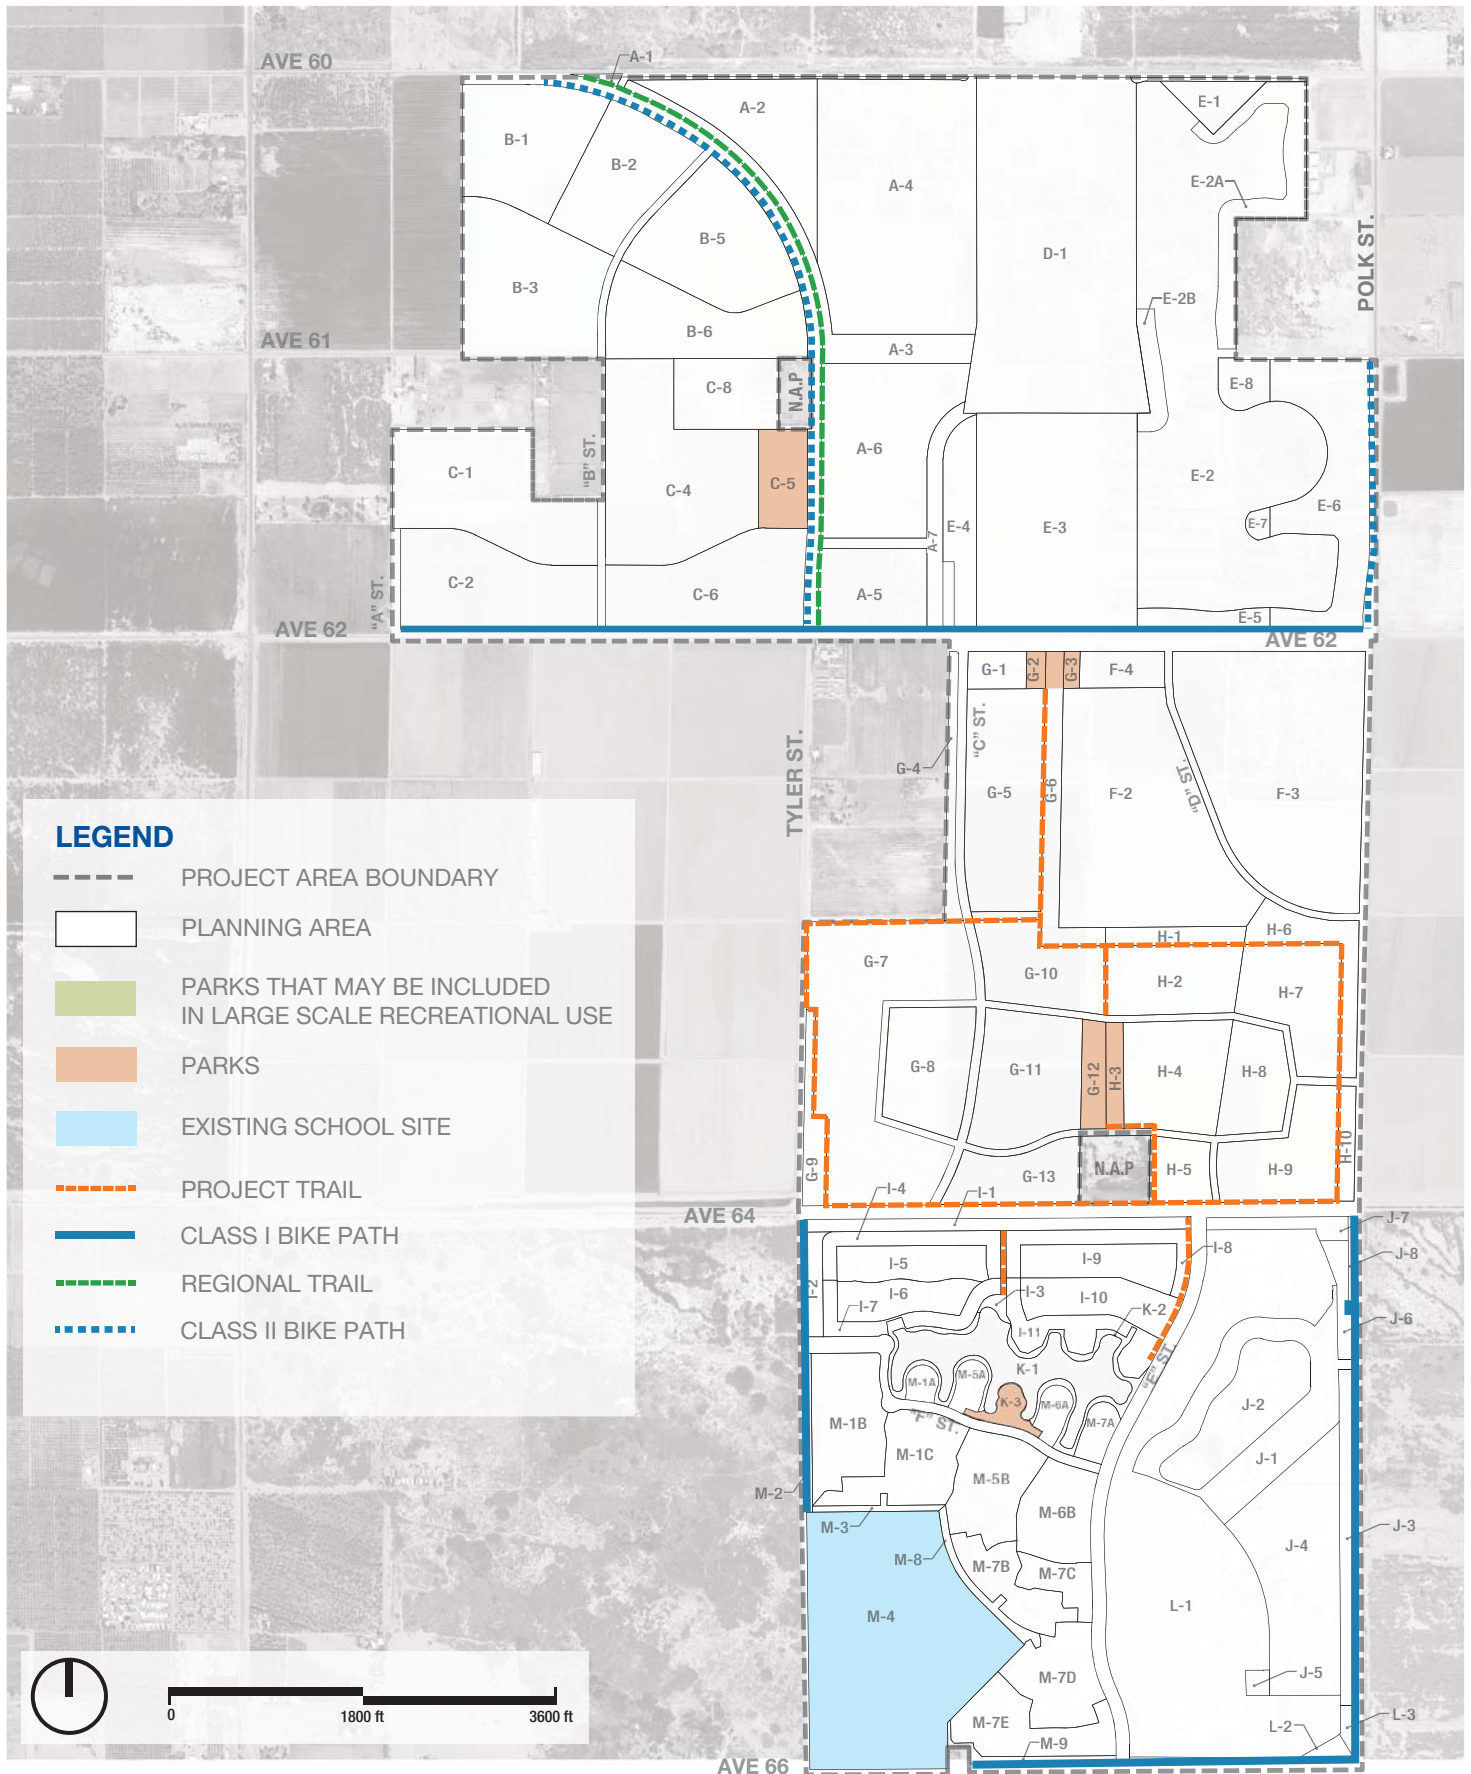 AVE 60
A-1
A-2
E-1
B-1
B-2
A-4
E-2A
B-5
D-1
POLK ST.
B-3
E-2B
B-6
AVE 61
A-3
C-8
N.A.P
E-8
"B" ST.
A-6
C-1
C-4
C-5
E-2
E-6
A-7
E-4
E-3
E-7
C-2
"A" ST.
C-6
A-5
E-5
AVE 62
AVE 62
G-1
G-2
G-3
F-4
"C" ST.
TYLER ST.
G-4
G-5
G-6
F-2
"D" ST.
F-3
LEGEND
PROJECT AREA BOUNDARY
PLANNING AREA
PARKS THAT MAY BE INCLUDED
IN LARGE SCALE RECREATIONAL USE
PARKS
EXISTING SCHOOL SITE
PROJECT TRAIL
CLASS I BIKE PATH
REGIONAL TRAIL
CLASS II BIKE PATH
H-1
H-6
G-7
G-10
H-2
H-7
G-8
G-11
G-12
H-3
H-4
H-8
G-9
G-13
N.A.P
H-5
H-9
H-10
I-4
I-1
AVE 64
J-7
I-5
I-9
I-8
J-8
I-2
I-6
I-3
I-10
I-7
K-2
J-6
I-11
K-1
"E" ST.
M-1A
M-5A
K-3
M-6A
M-7A
J-2
M-1B
"F" ST.
M-1C
J-1
M-5B
M-2
M-6B
M-3
J-3
M-8
J-4
M-7B
M-7C
M-4
L-1
M-7D
J-5
M-7E
L-3
L-2
M-9
AVE 66
0
1800 ft
3600 ft